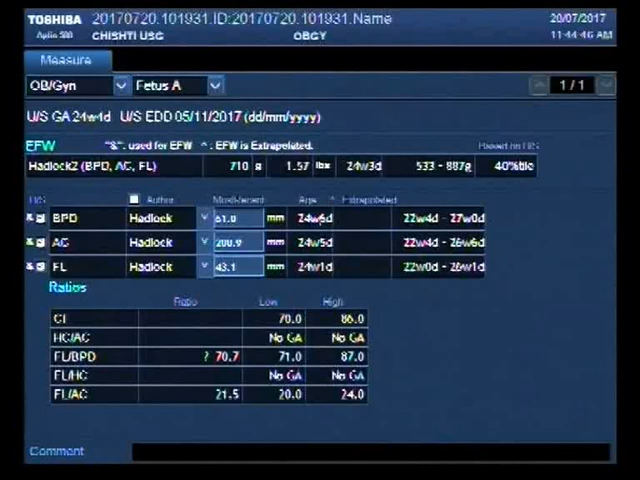 TOSHIBA 20170720.101931.ID:20170720.101931.Name 20/07/2017
Aplio 500 CHISHTI USG OBGY 11:44:46 AM
Measure
OB/Gyn Fetus A 1 / 1
U/S GA 24w4d U/S EDD 05/11/2017 (dd/mm/yyyy)
EFW "&": used for EFW ^ : EFW is Extrapolated. Based on U/S
Hadlock2 (BPD, AC, FL) 710 g 1.57 lbs 24w3d 533 - 887g 40%tile
U/S Author Most-recent Age ^ Extrapolated
& BPD Hadlock 61.0 mm 24w6d 22w4d - 27w0d
& AC Hadlock 200.9 mm 24w5d 22w4d - 26w6d
& FL Hadlock 43.1 mm 24w1d 22w0d - 26w1d
Ratios
Ratio Low High
CI 70.0 86.0
HC/AC No GA No GA
FL/BPD ? 70.7 71.0 87.0
FL/HC No GA No GA
FL/AC 21.5 20.0 24.0
Comment